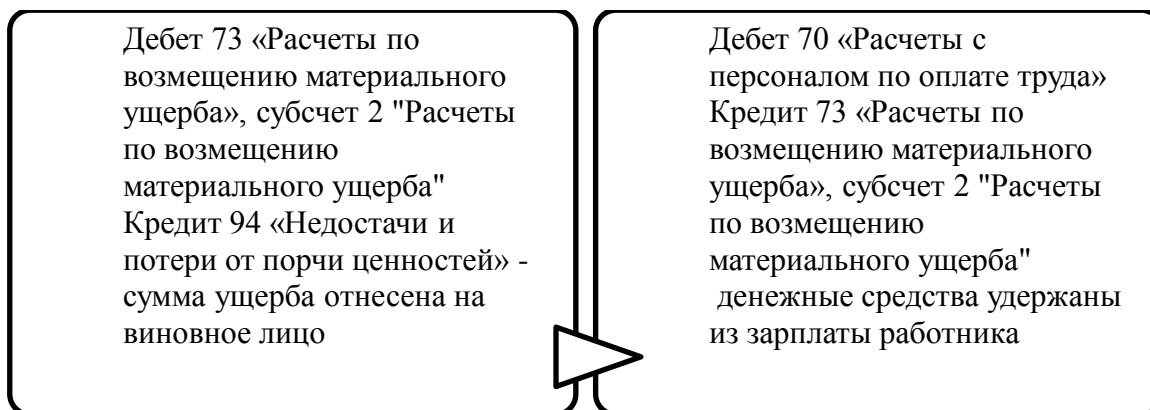 Дебет 73 «Расчеты по
возмещению материального
ущерба», субсчет 2 "Расчеты
по возмещению
материального ущерба"
Кредит 94 «Недостачи и
потери от порчи ценностей» -
сумма ущерба отнесена на
виновное лицо
Дебет 70 «Расчеты с
персоналом по оплате труда»
Кредит 73 «Расчеты по
возмещению материального
ущерба», субсчет 2 "Расчеты
по возмещению
материального ущерба"
денежные средства удержаны
из зарплаты работника